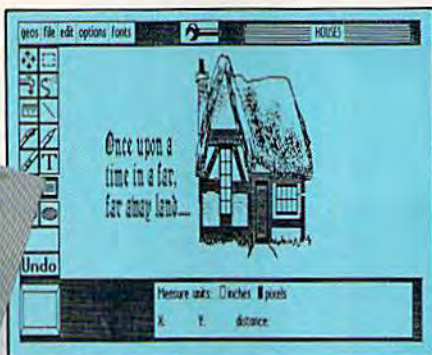 geos file edit options fonts
HOUSES
T
Once upon a
time in a far,
far away land....
Undo
Measure units: inches pixels
X: Y: distance: